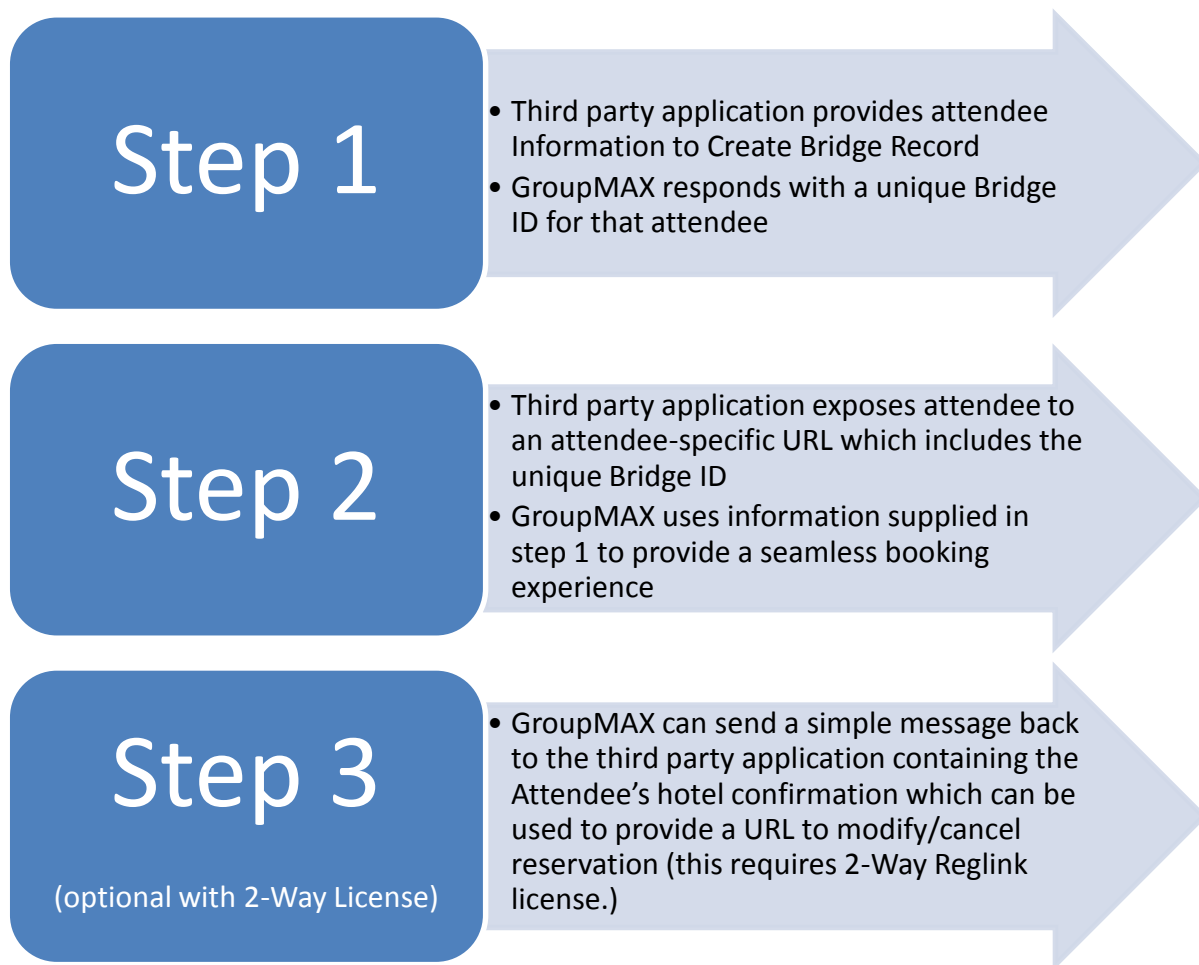 Step 1
• Third party application provides attendee
Information to Create Bridge Record
• GroupMAX responds with a unique Bridge
ID for that attendee
Step 2
• Third party application exposes attendee to
an attendee-specific URL which includes the
unique Bridge ID
• GroupMAX uses information supplied in
step 1 to provide a seamless booking
experience
Step 3
(optional with 2-Way License)
• GroupMAX can send a simple message back
to the third party application containing the
Attendee’s hotel confirmation which can be
used to provide a URL to modify/cancel
reservation (this requires 2-Way Reglink
license.)